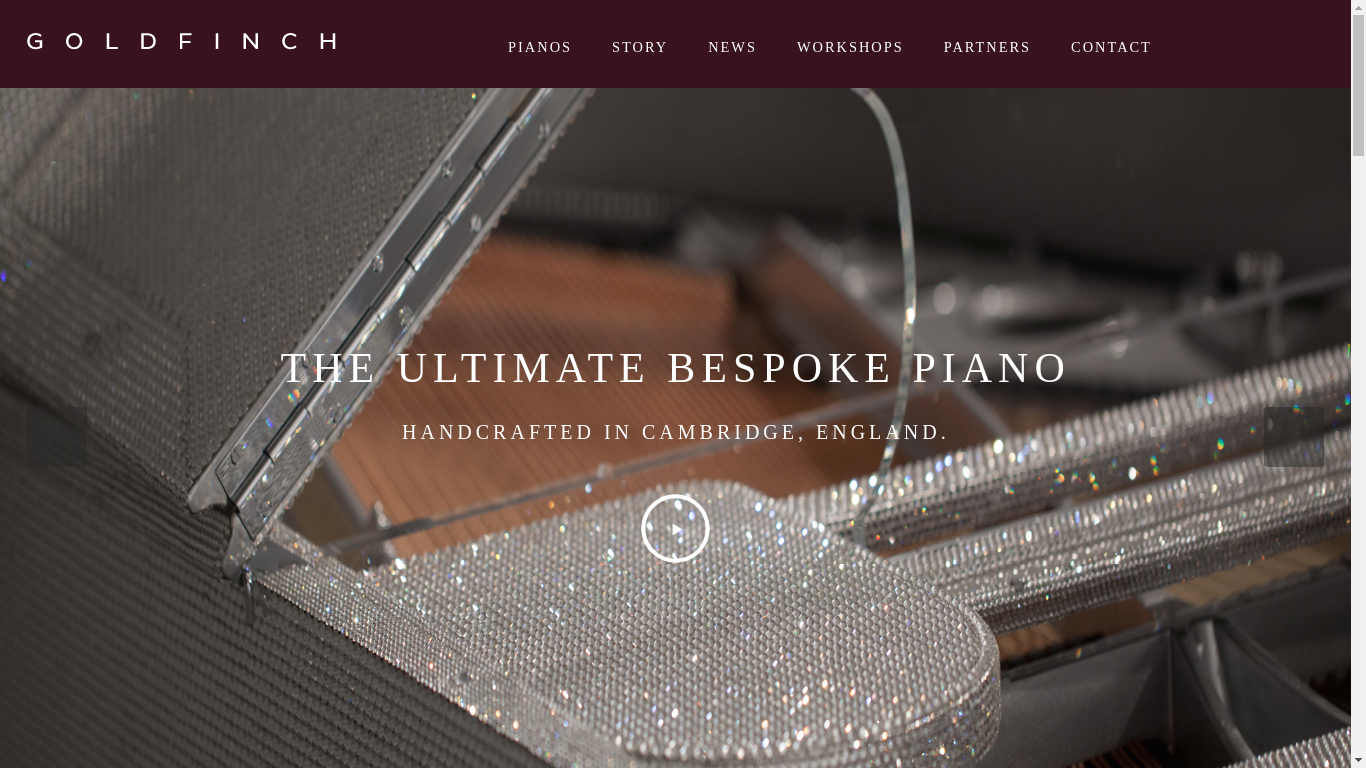 GOLDFINCH
PIANOS STORY NEWS WORKSHOPS PARTNERS CONTACT
THE ULTIMATE BESPOKE PIANO
HANDCRAFTED IN CAMBRIDGE, ENGLAND.